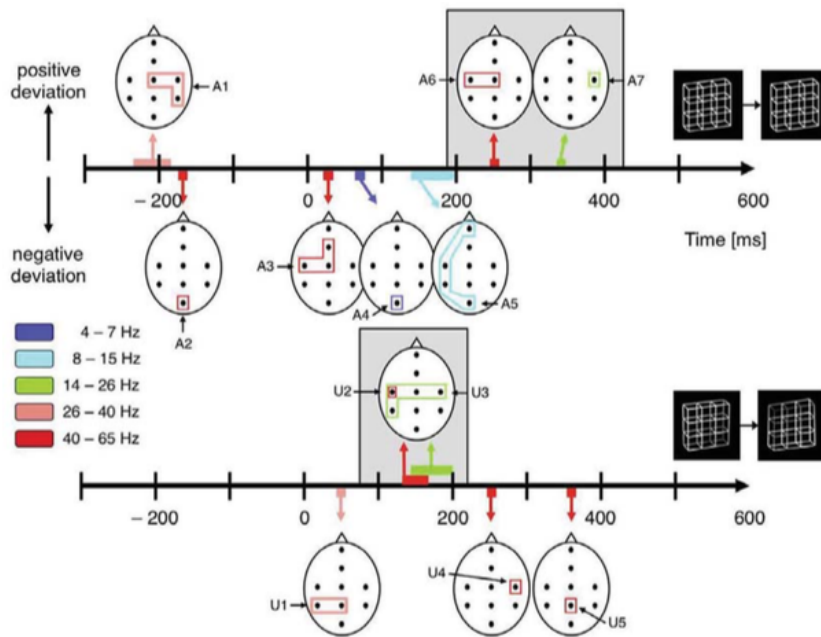 positive
deviation
A1
A6
A7
− 200
0
200
400
600
Time [ms]
negative
deviation
A2
A3
A4
A5
4 – 7 Hz
8 – 15 Hz
14 – 26 Hz
26 – 40 Hz
40 – 65 Hz
U2
U3
− 200
0
200
400
600
U1
U4
U5